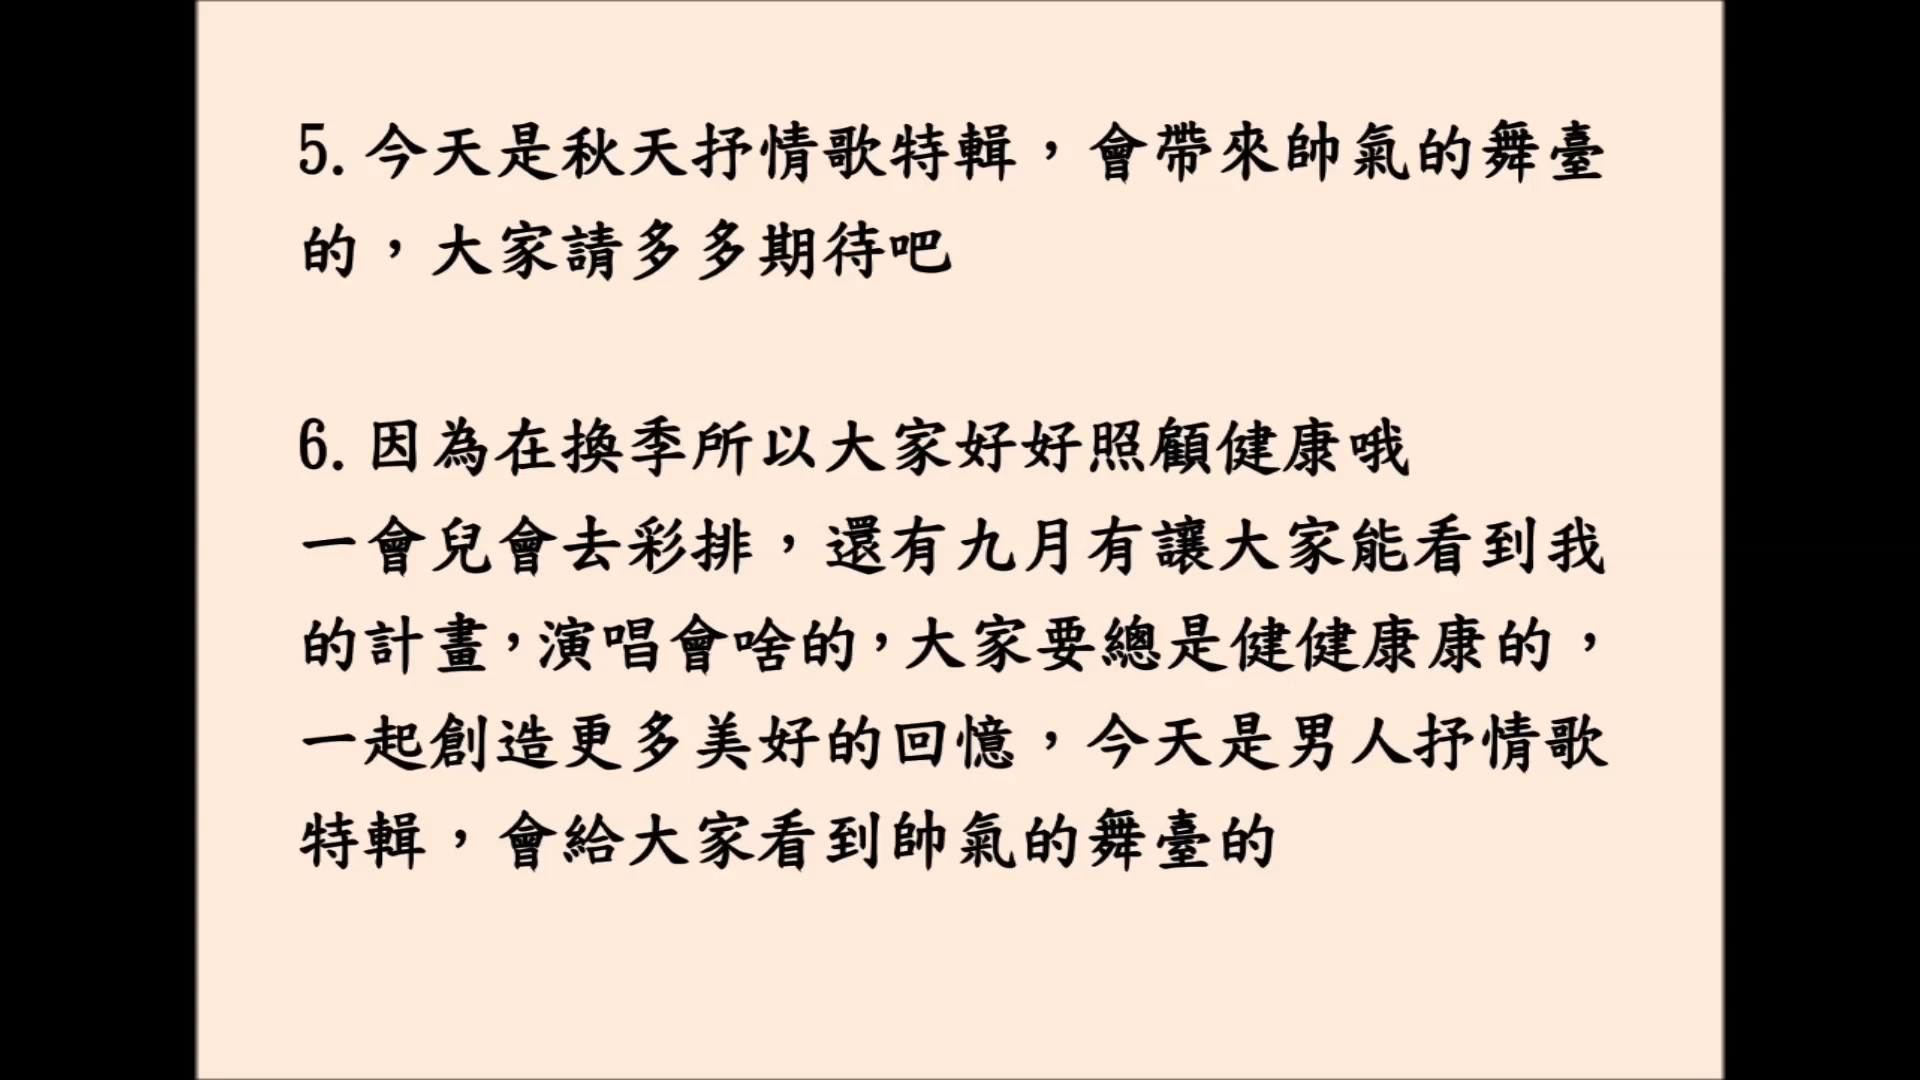 5.今天是秋天抒情歌特輯，會帶來帥氣的舞臺
的，大家請多多期待吧
6.因為在換季所以大家好好照顧健康哦
一會兒會去彩排，還有九月有讓大家能看到我
的計畫，演唱會啥的，大家要總是健健康康的，
一起創造更多美好的回憶，今天是男人抒情歌
特輯，會給大家看到帥氣的舞臺的